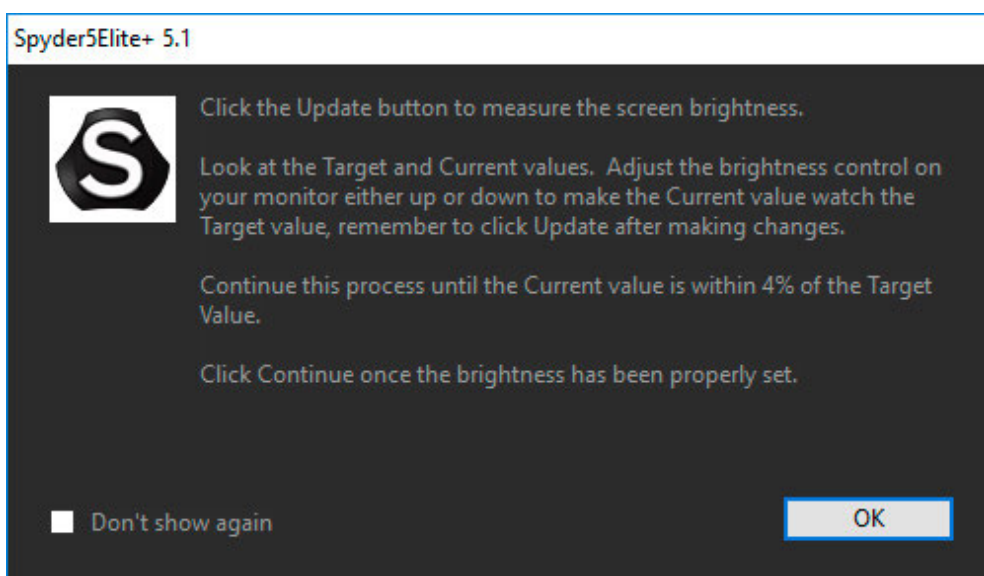 Spyder5Elite+ 5.1
S
Click the Update button to measure the screen brightness.
Look at the Target and Current values.  Adjust the brightness control on
your monitor either up or down to make the Current value watch the
Target value, remember to click Update after making changes.
Continue this process until the Current value is within 4% of the Target
Value.
Click Continue once the brightness has been properly set.
Don't show again
OK